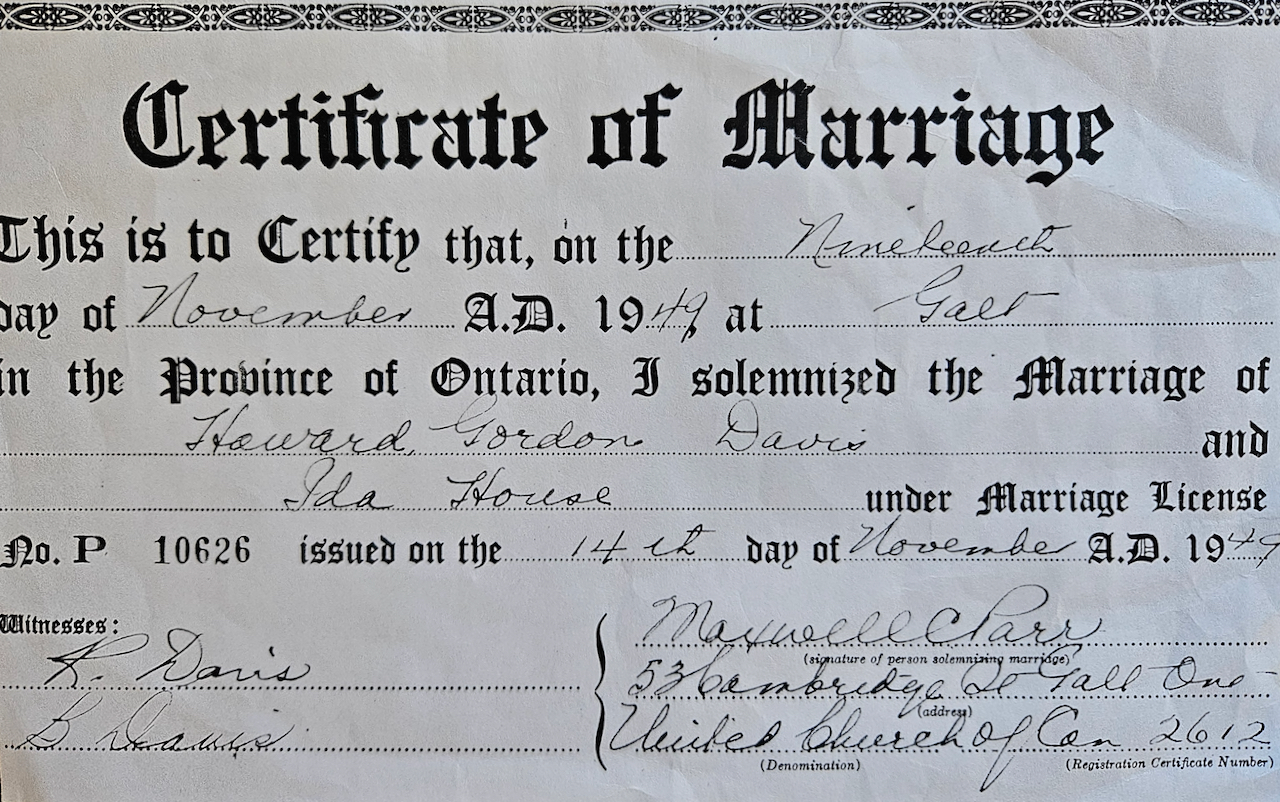 Certificate of Marriage
This is to Certify that, on the Nineteenth
day of November A.D. 1949 at Galt
in the Province of Ontario, I solemnized the Marriage of
Howard Gordon Davis and
Ida House under Marriage License
No. P 10626 issued on the 14th day of November A.D. 1949
Witnesses:
R. Davis
B Davis
Maxwell C Parr
(signature of person solemnizing marriage)
53 Cambridge St Galt Ont
(address)
United Church of Can 2612
(Denomination) (Registration Certificate Number)